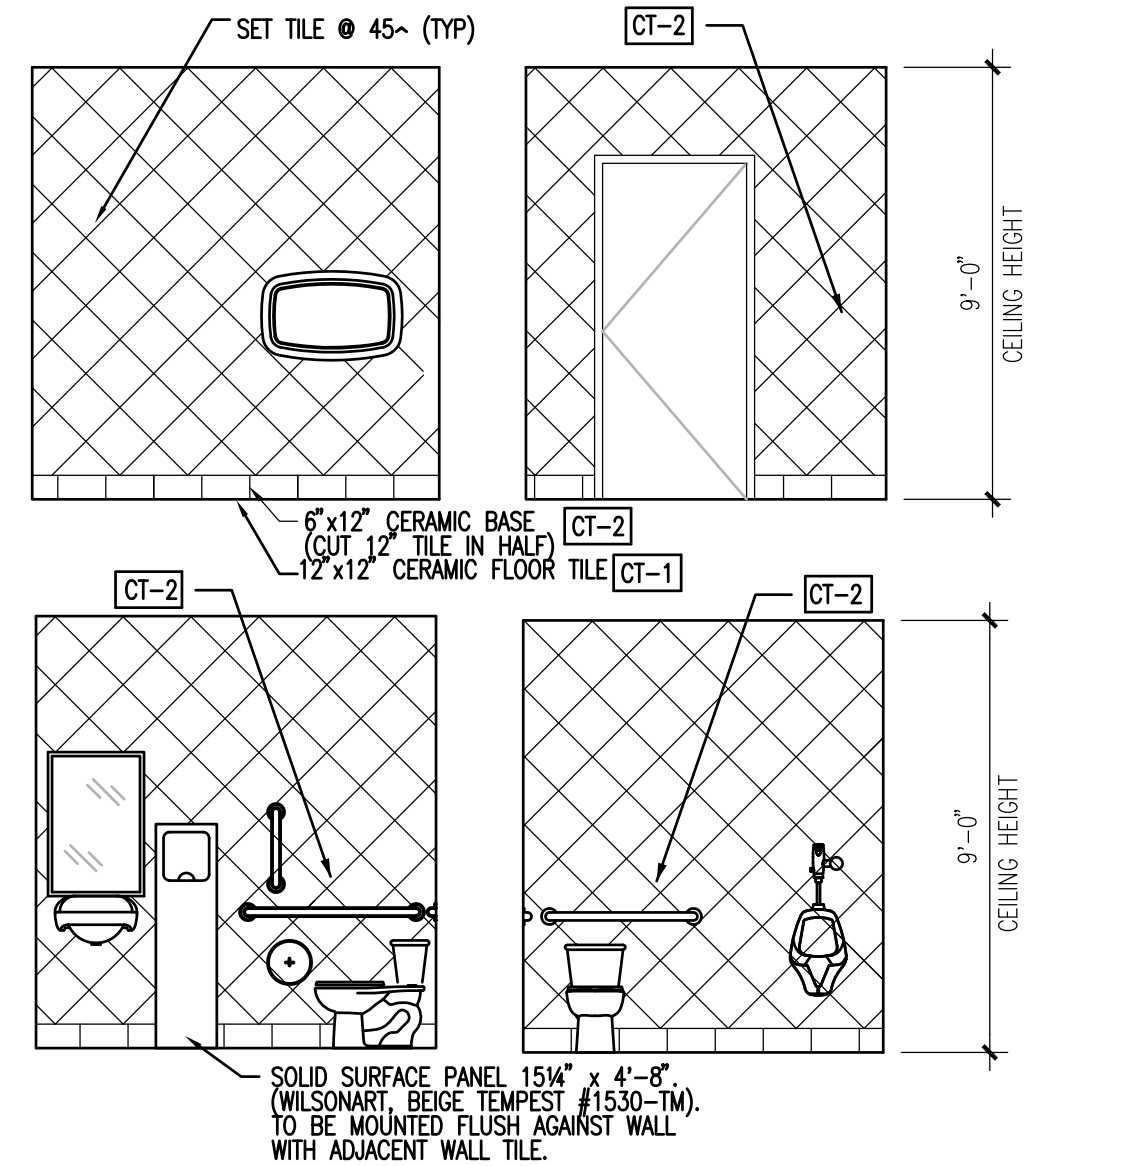 SET TILE @ 45^ (TYP)
CT-2
9'-0"
CEILING HEIGHT
6"x12" CERAMIC BASE
(CUT 12" TILE IN HALF)
CT-2
12"x12" CERAMIC FLOOR TILE
CT-1
CT-2
CT-2
9'-0"
CEILING HEIGHT
SOLID SURFACE PANEL 15¼" x 4'-8".
(WILSONART, BEIGE TEMPEST #1530-TM).
TO BE MOUNTED FLUSH AGAINST WALL
WITH ADJACENT WALL TILE.